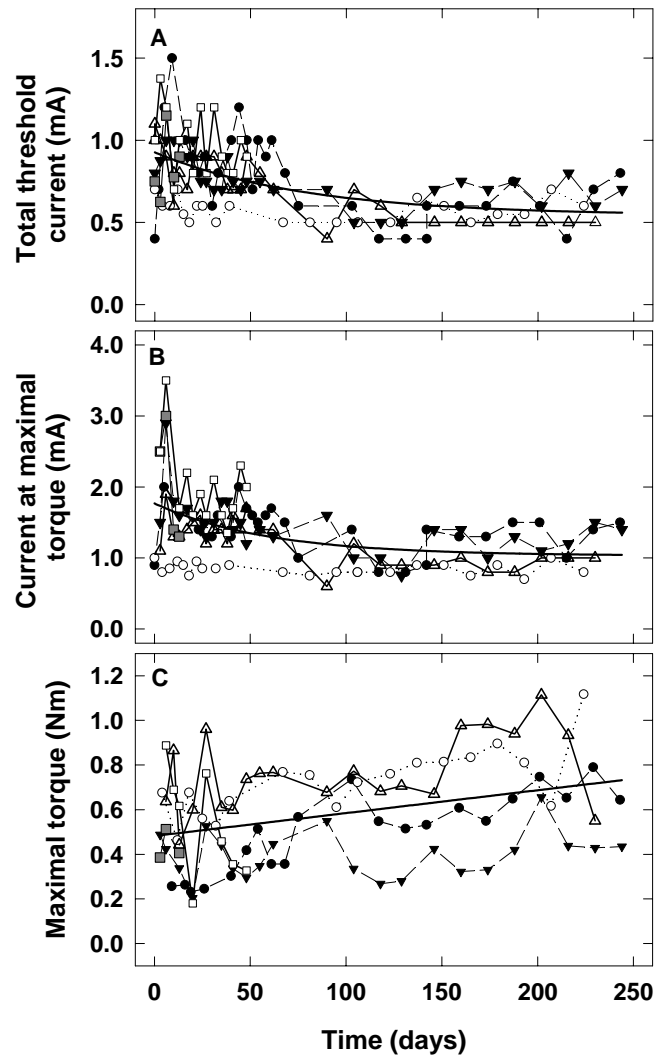 A
Total threshold
current (mA)
1.5
1.0
0.5
0.0
B
Current at maximal
torque (mA)
4.0
3.0
2.0
1.0
0.0
C
Maximal torque (Nm)
1.2
1.0
0.8
0.6
0.4
0.2
0.0
0 50 100 150 200 250
Time (days)